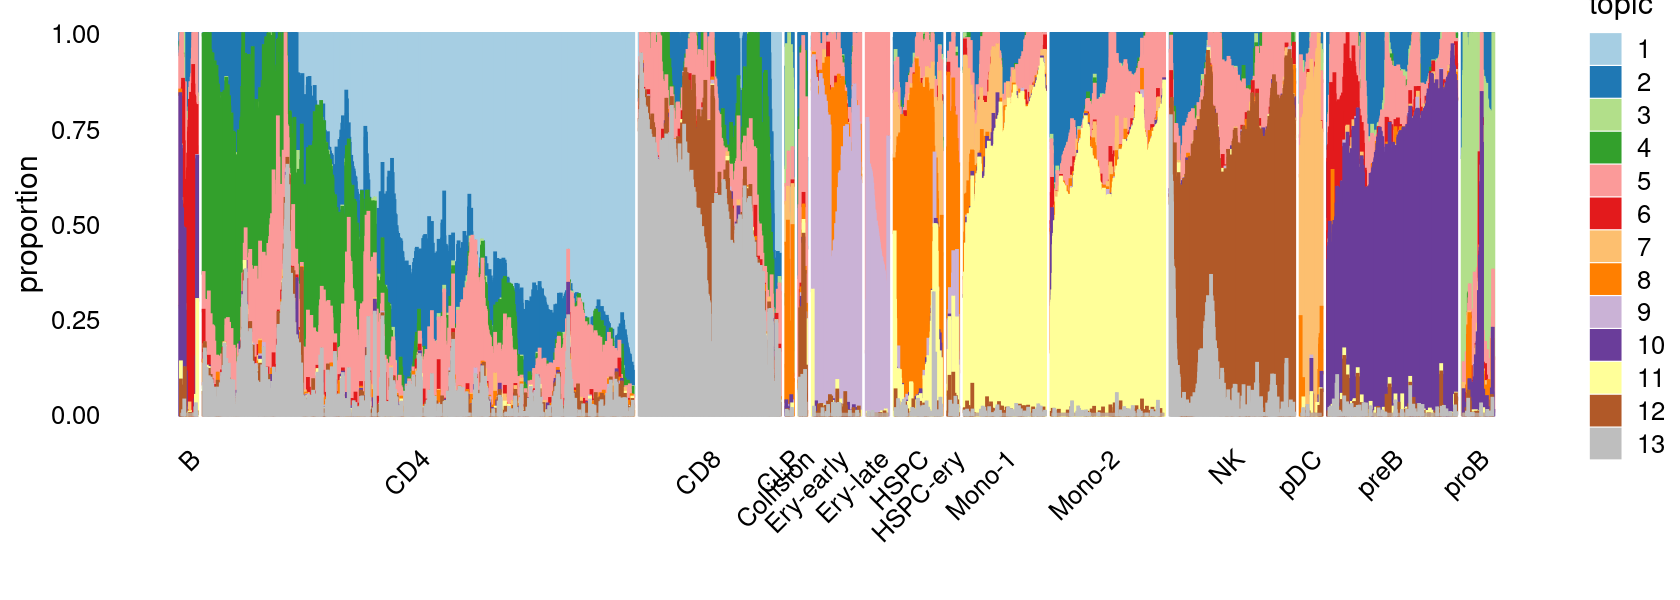 topic
1.00
0.75
0.50
0.25
0.00
proportion
B
CD4
CD8
CLP
Collision
Ery-early
Ery-late
HSPC
HSPC-ery
Mono-1
Mono-2
NK
pDC
preB
proB
1
2
3
4
5
6
7
8
9
10
11
12
13